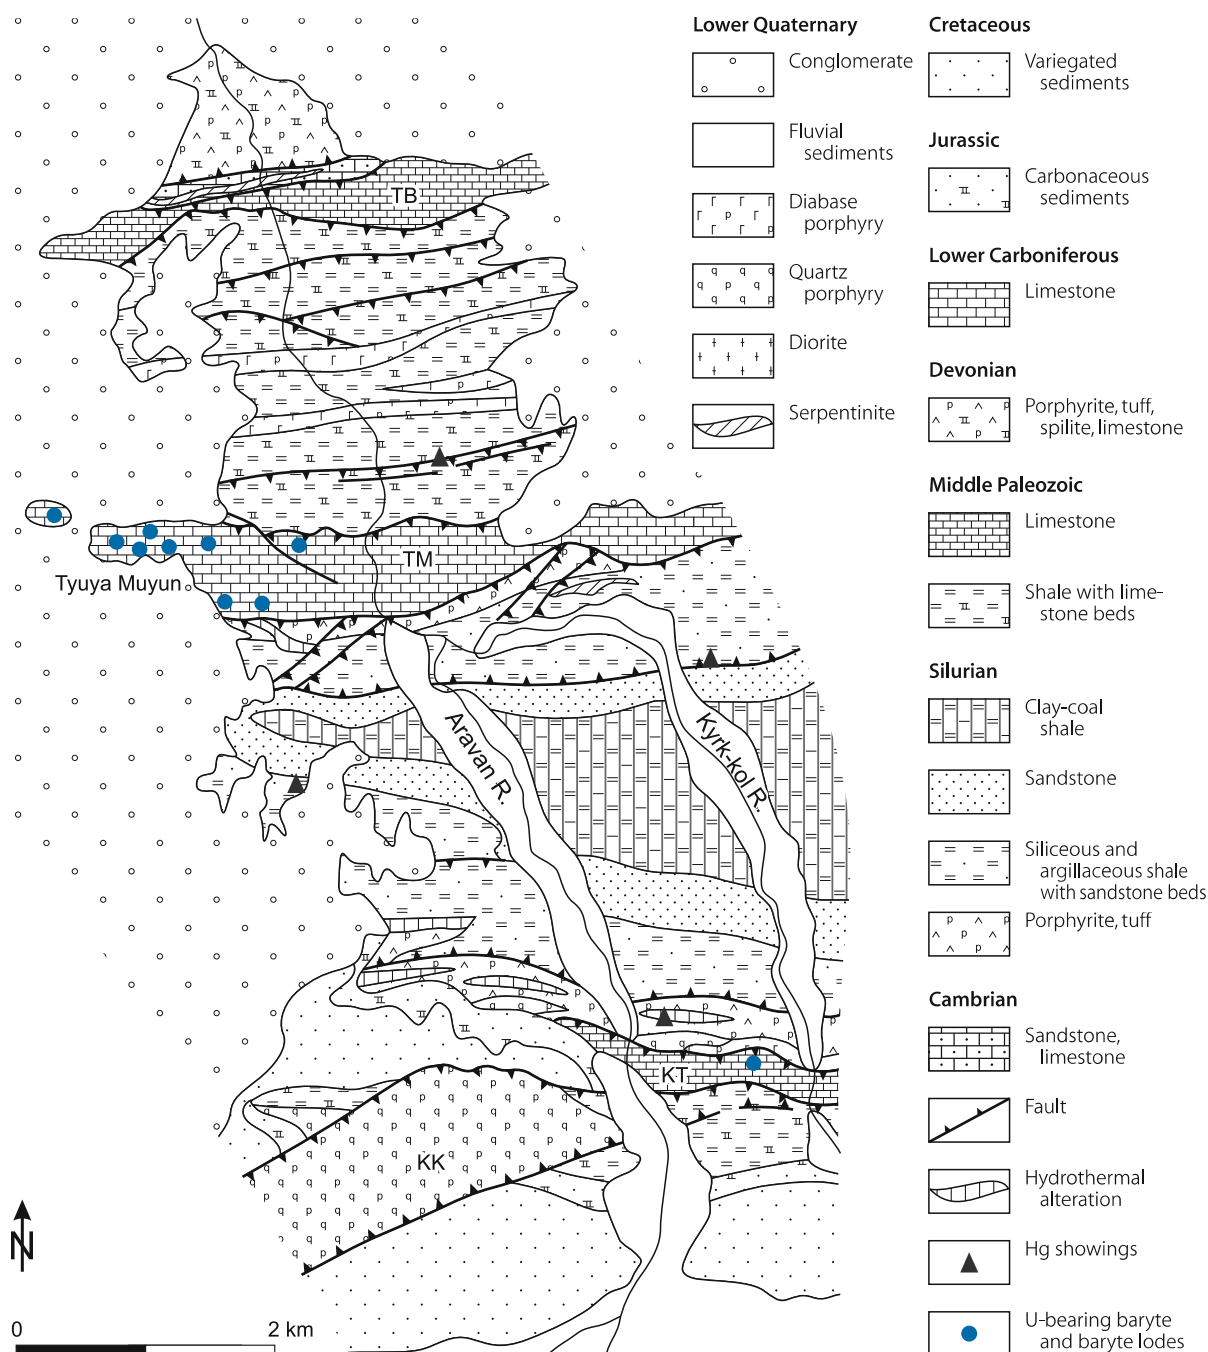 Lower Quaternary
Conglomerate
Fluvial
sediments
Diabase
porphyry
Quartz
porphyry
Diorite
Serpentinite
Cretaceous
Variegated
sediments
Jurassic
Carbonaceous
sediments
Lower Carboniferous
Limestone
Devonian
Porphyrite, tuff,
spilite, limestone
Middle Paleozoic
Limestone
Shale with lime-
stone beds
Silurian
Clay-coal
shale
Sandstone
Siliceous and
argillaceous shale
with sandstone beds
Porphyrite, tuff
Cambrian
Sandstone,
limestone
Fault
Hydrothermal
alteration
Hg showings
U-bearing baryte
and baryte lodes
TB
TM
Tyuya Muyun
Aravan R.
Kyrk-kol R.
KT
KK
N
0 2 km